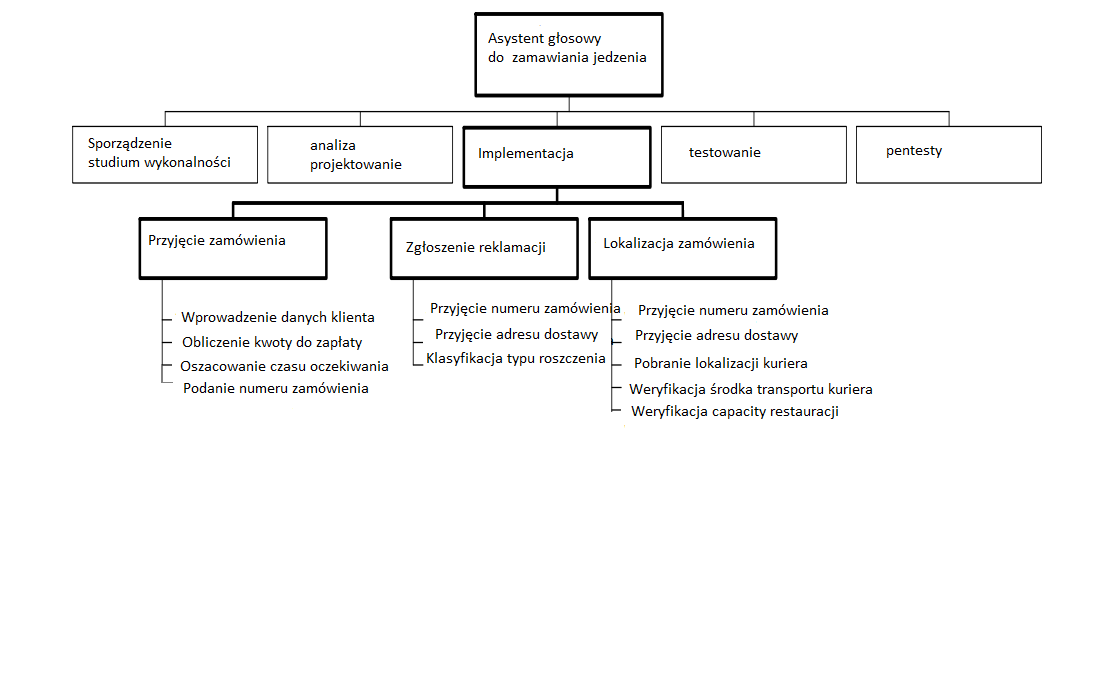 Asystent głosowy
do zamawiania jedzenia
Sporządzenie
studium wykonalności
analiza
projektowanie
Implementacja
testowanie
pentesty
Przyjęcie zamówienia
Zgłoszenie reklamacji
Lokalizacja zamówienia
Wprowadzenie danych klienta
Obliczenie kwoty do zapłaty
Oszacowanie czasu oczekiwania
Podanie numeru zamówienia
Przyjęcie numeru zamówienia
Przyjęcie adresu dostawy
Klasyfikacja typu roszczenia
Przyjęcie numeru zamówienia
Przyjęcie adresu dostawy
Pobranie lokalizacji kuriera
Weryfikacja środka transportu kuriera
Weryfikacja capacity restauracji